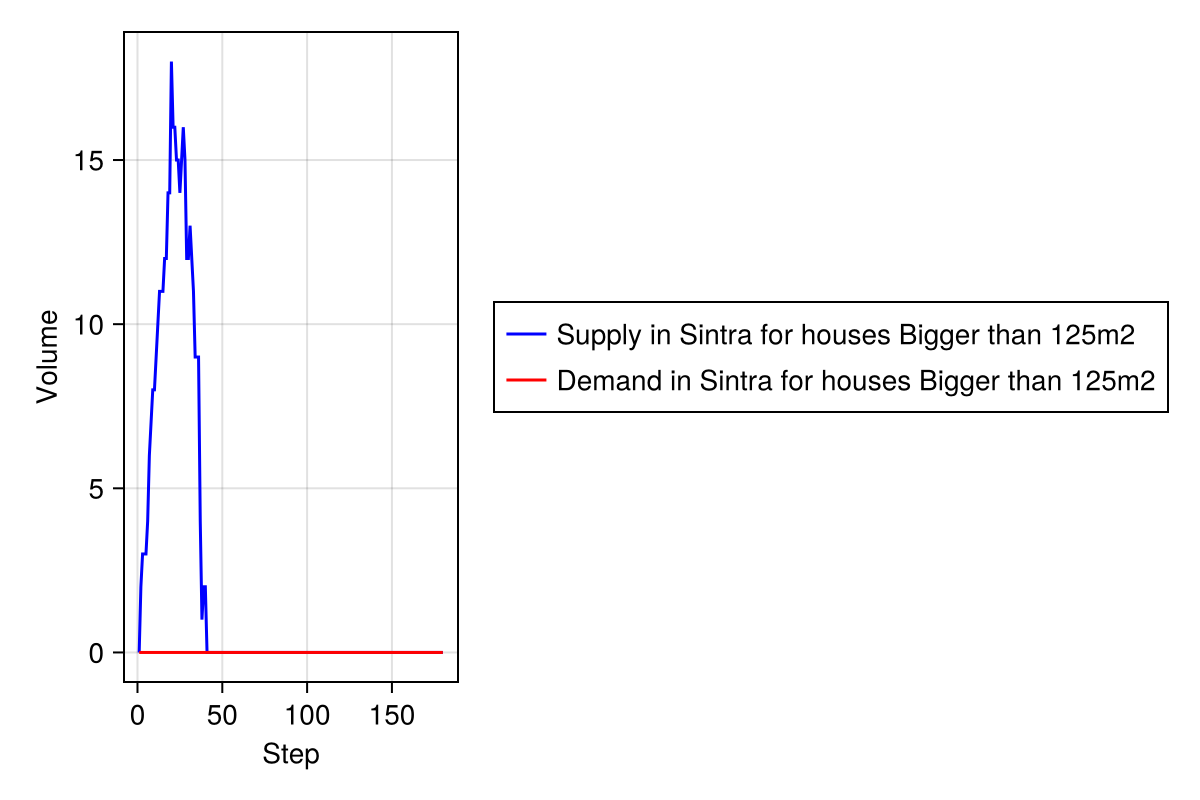 15
10
5
0
Volume
0 50 100 150
Step
Supply in Sintra for houses Bigger than 125m2
Demand in Sintra for houses Bigger than 125m2